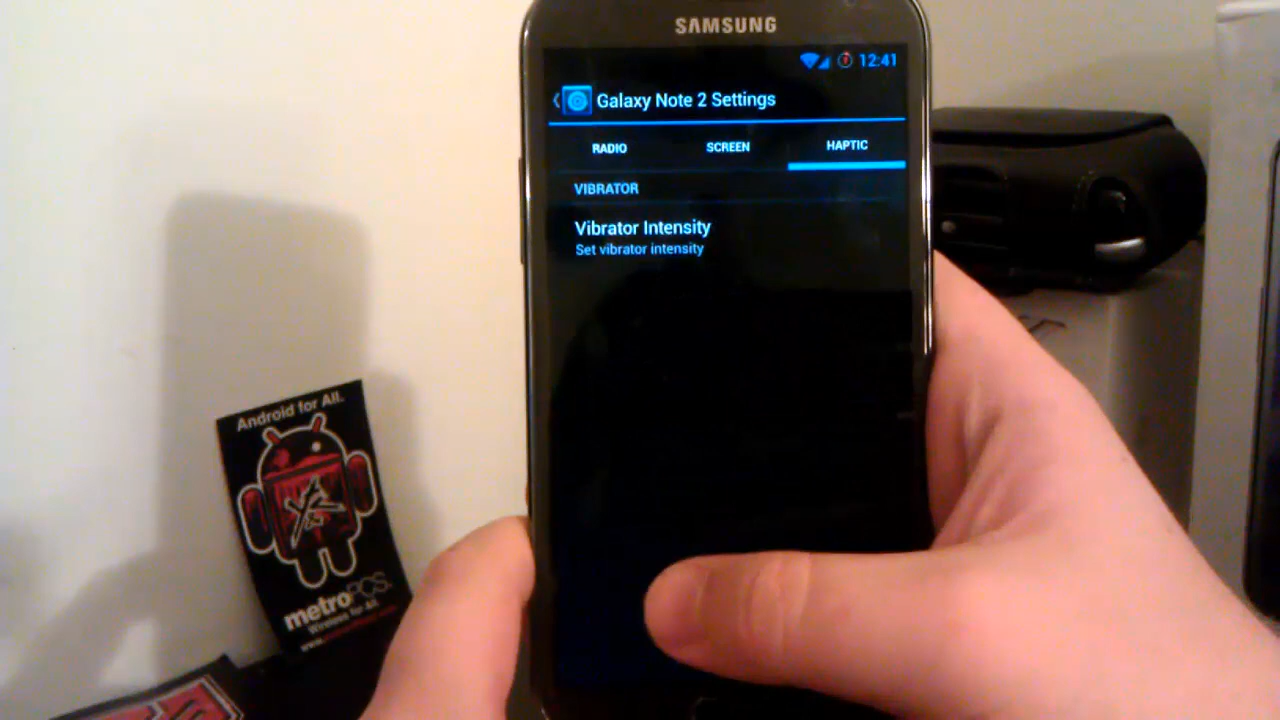 SAMSUNG
12:41
Galaxy Note 2 Settings
RADIO SCREEN HAPTIC
VIBRATOR
Vibrator Intensity
Set vibrator intensity
Android for All.
metroPCS.
Wireless for All.